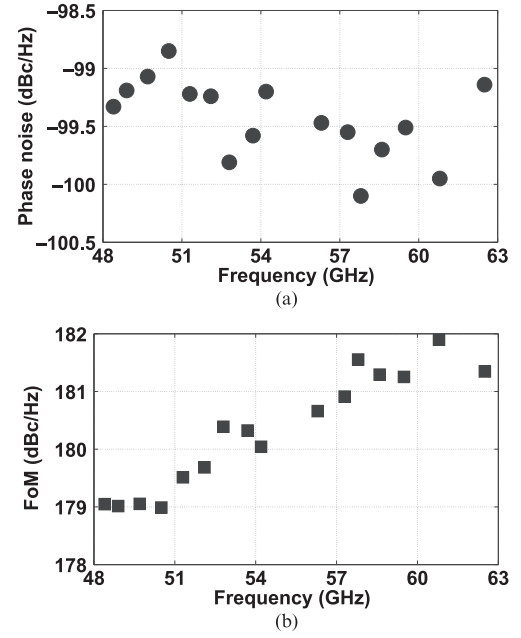 Phase noise (dBc/Hz)
−98.5
−99
−99.5
−100
−100.5
48 51 54 57 60 63
Frequency (GHz)
(a)
FoM (dBc/Hz)
182
181
180
179
178
48 51 54 57 60 63
Frequency (GHz)
(b)